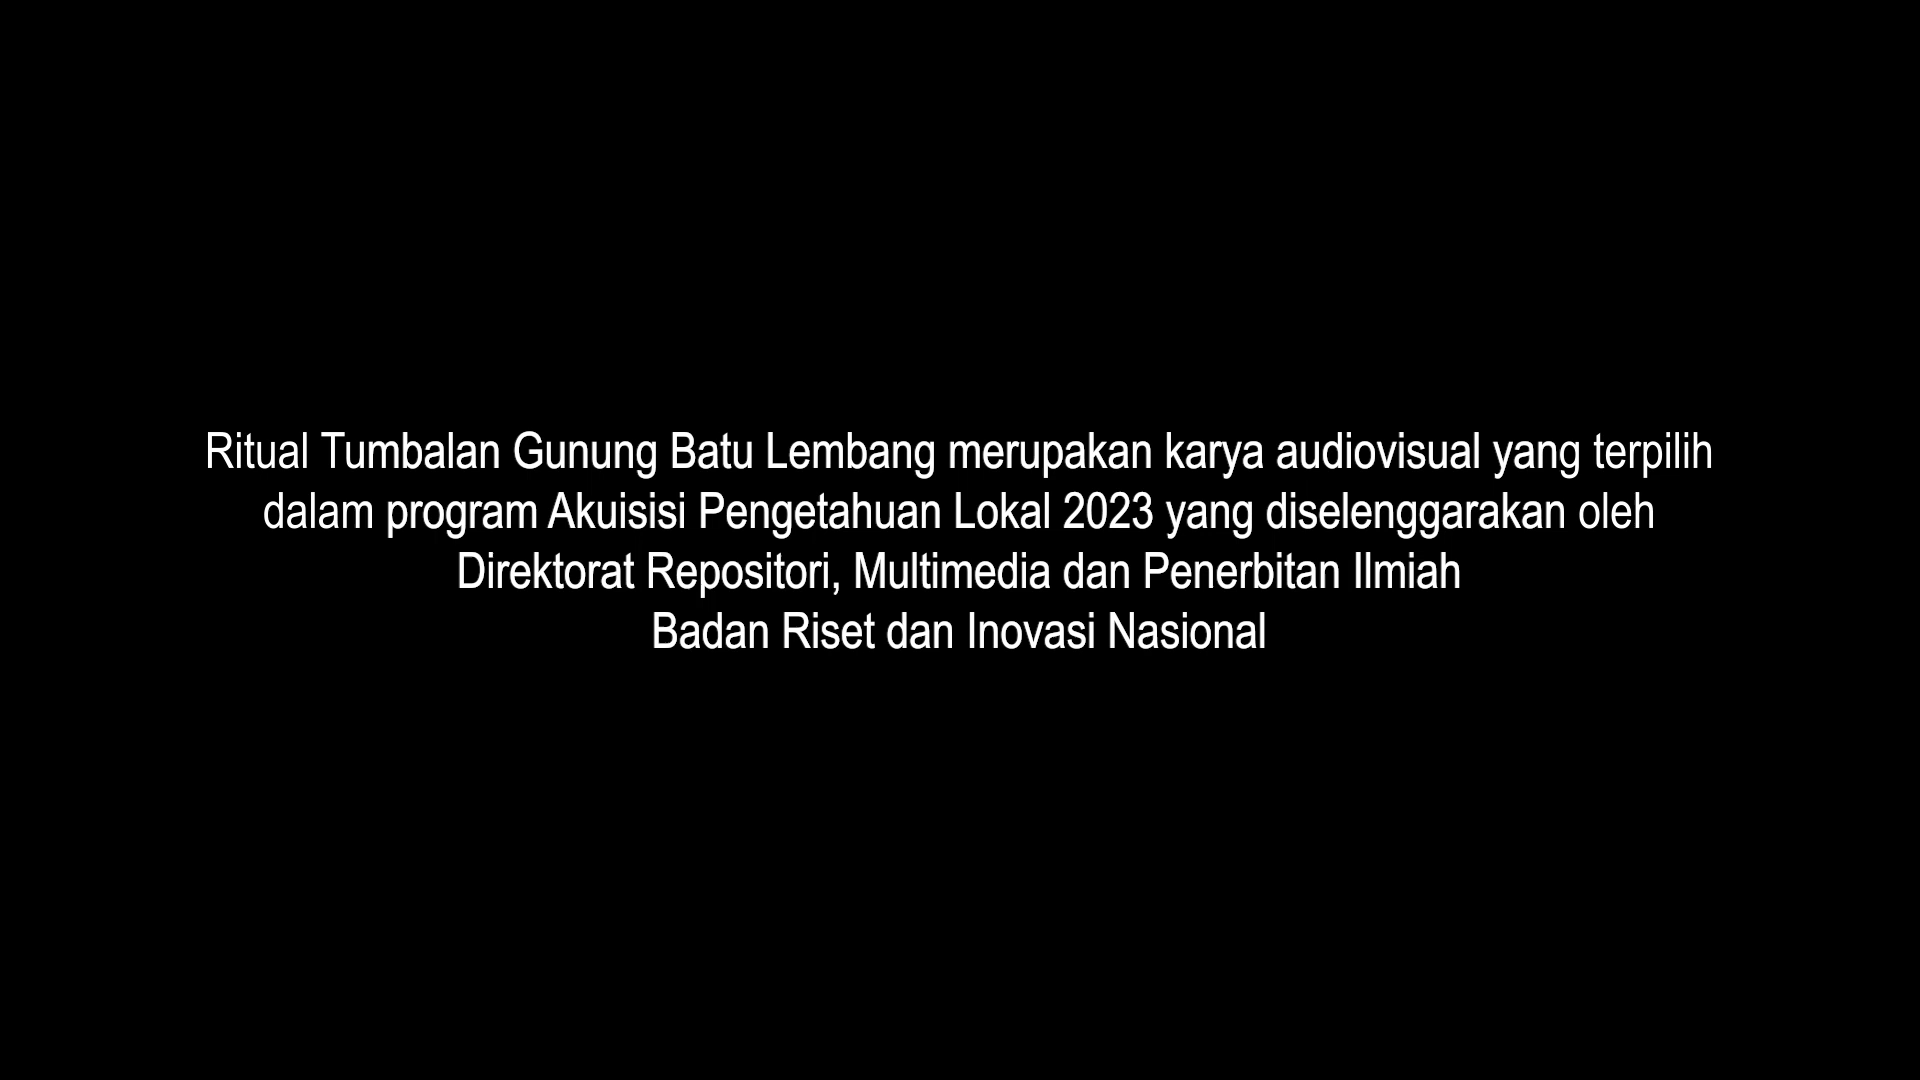 Ritual Tumbalan Gunung Batu Lembang merupakan karya audiovisual yang terpilih
dalam program Akuisisi Pengetahuan Lokal 2023 yang diselenggarakan oleh
Direktorat Repositori, Multimedia dan Penerbitan Ilmiah
Badan Riset dan Inovasi Nasional